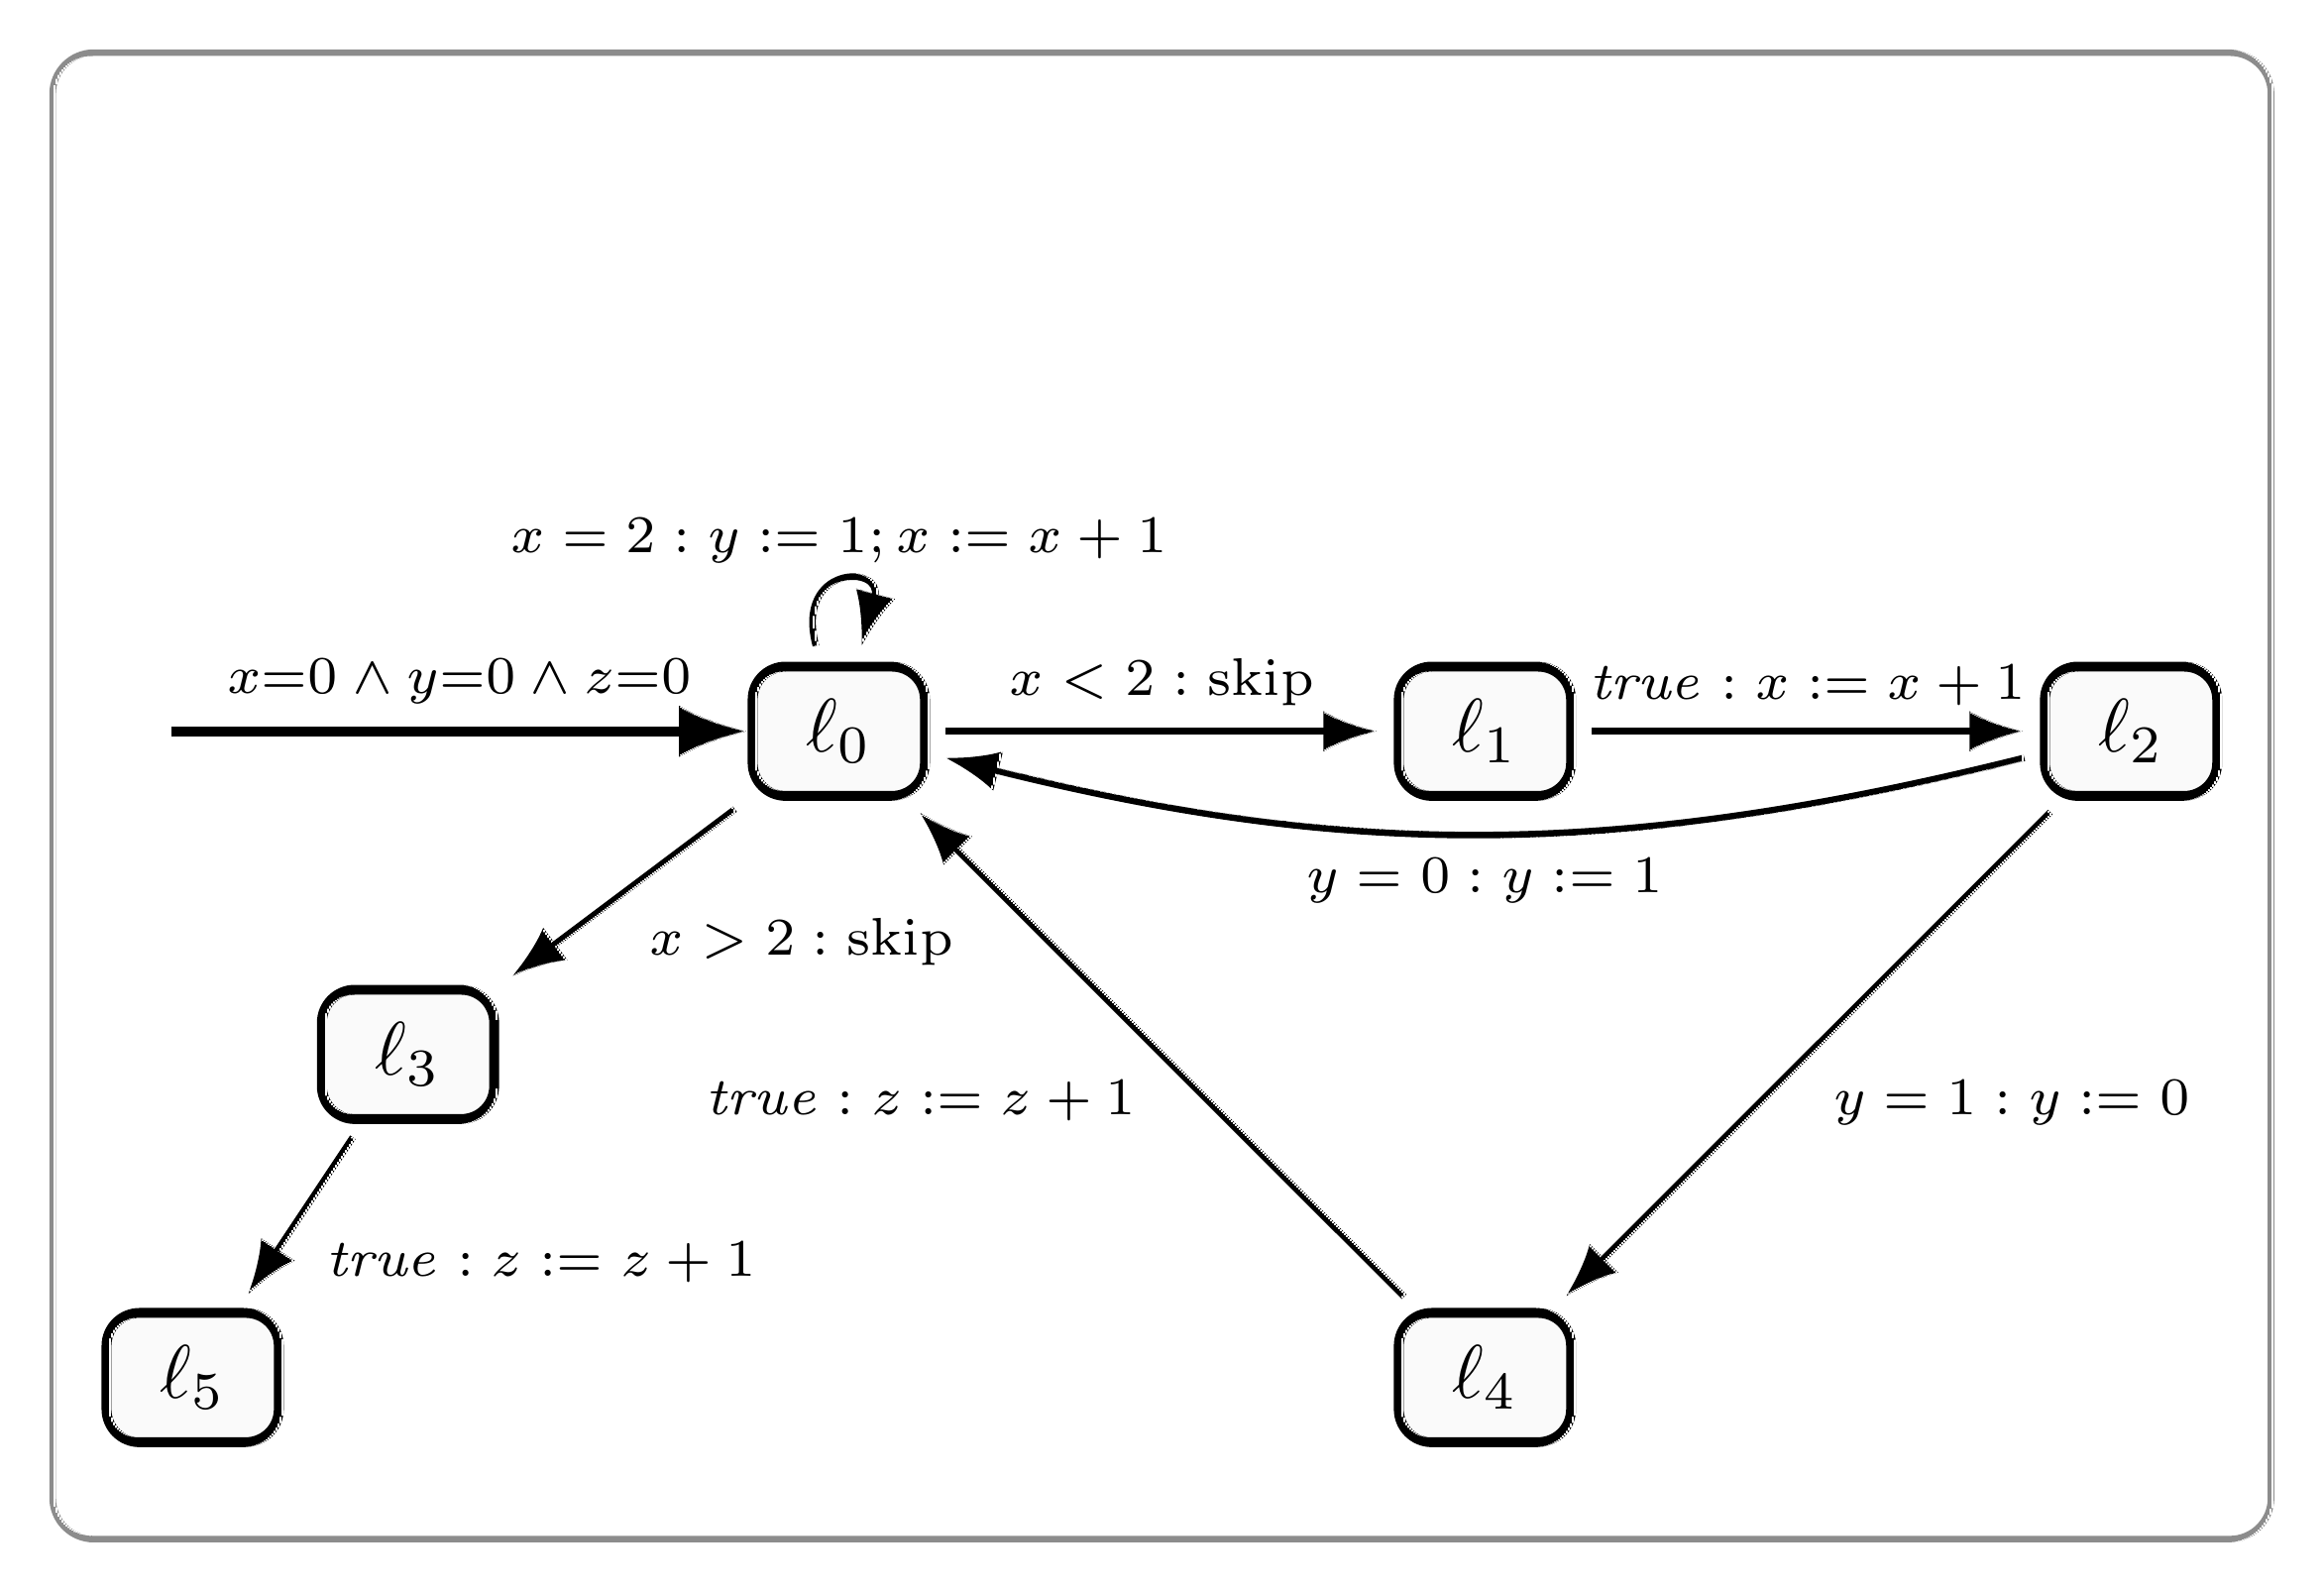 x = 2 : y := 1; x := x + 1
x=0 ∧ y=0 ∧ z=0
x < 2 : skip
true : x := x + 1
ℓ0
ℓ1
ℓ2
y = 0 : y := 1
x > 2 : skip
ℓ3
true : z := z + 1
y = 1 : y := 0
true : z := z + 1
ℓ5
ℓ4